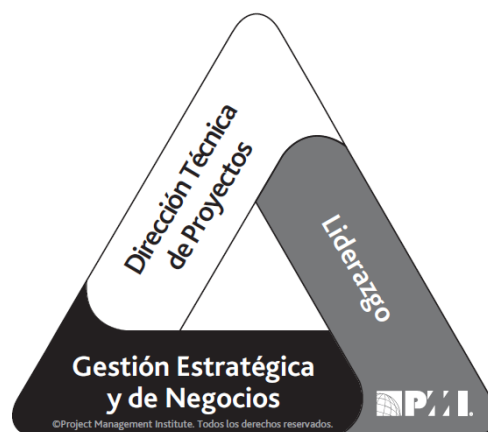 Dirección Técnica
de Proyectos
Liderazgo
Gestión Estratégica
y de Negocios
PMI.
©Project Management Institute. Todos los derechos reservados.